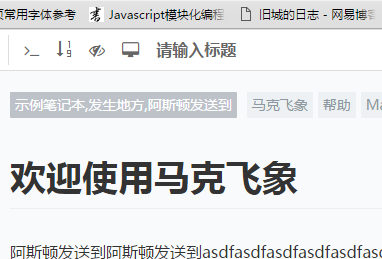 页常用字体参考 Javascript模块化编程 旧城的日志 - 网易博客
请输入标题
示例笔记本,发生地方,阿斯顿发送到 马克飞象 帮助 Ma
欢迎使用马克飞象
阿斯顿发送到阿斯顿发送到asdfasdfasdfasdfasdfasd